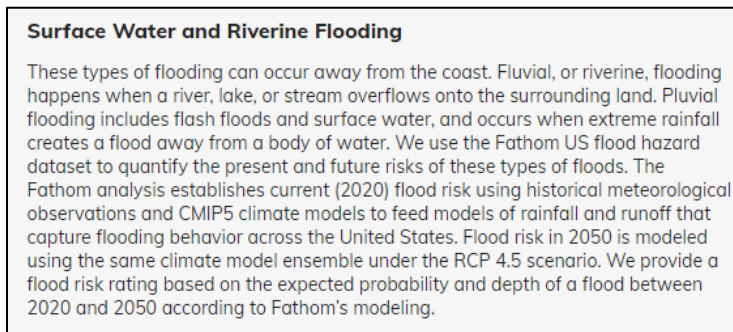 Surface Water and Riverine Flooding
These types of flooding can occur away from the coast. Fluvial, or riverine, flooding
happens when a river, lake, or stream overflows onto the surrounding land. Pluvial
flooding includes flash floods and surface water, and occurs when extreme rainfall
creates a flood away from a body of water. We use the Fathom US flood hazard
dataset to quantify the present and future risks of these types of floods. The
Fathom analysis establishes current (2020) flood risk using historical meteorological
observations and CMIP5 climate models to feed models of rainfall and runoff that
capture flooding behavior across the United States. Flood risk in 2050 is modeled
using the same climate model ensemble under the RCP 4.5 scenario. We provide a
flood risk rating based on the expected probability and depth of a flood between
2020 and 2050 according to Fathom's modeling.